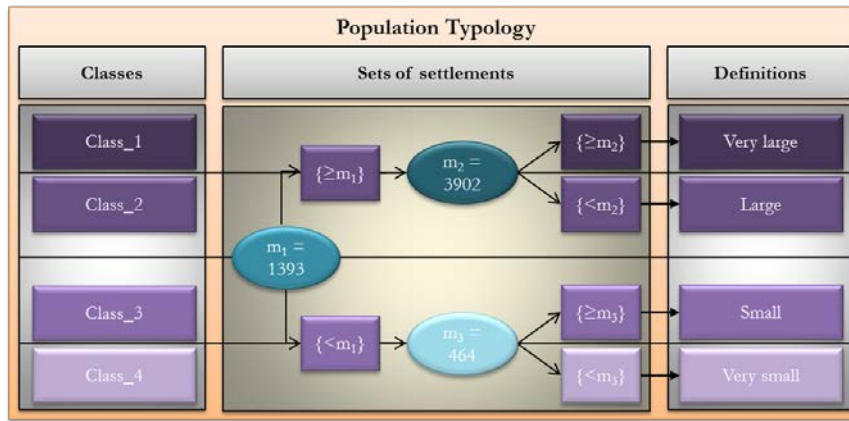 Population Typology
Classes
Sets of settlements
Definitions
Class_1
{≥m₂}
Very large
{≥m₁}
m₂ =
3902
Class_2
{<m₂}
Large
m₁ =
1393
Class_3
{≥m₃}
Small
{<m₁}
m₃ =
464
Class_4
{<m₃}
Very small